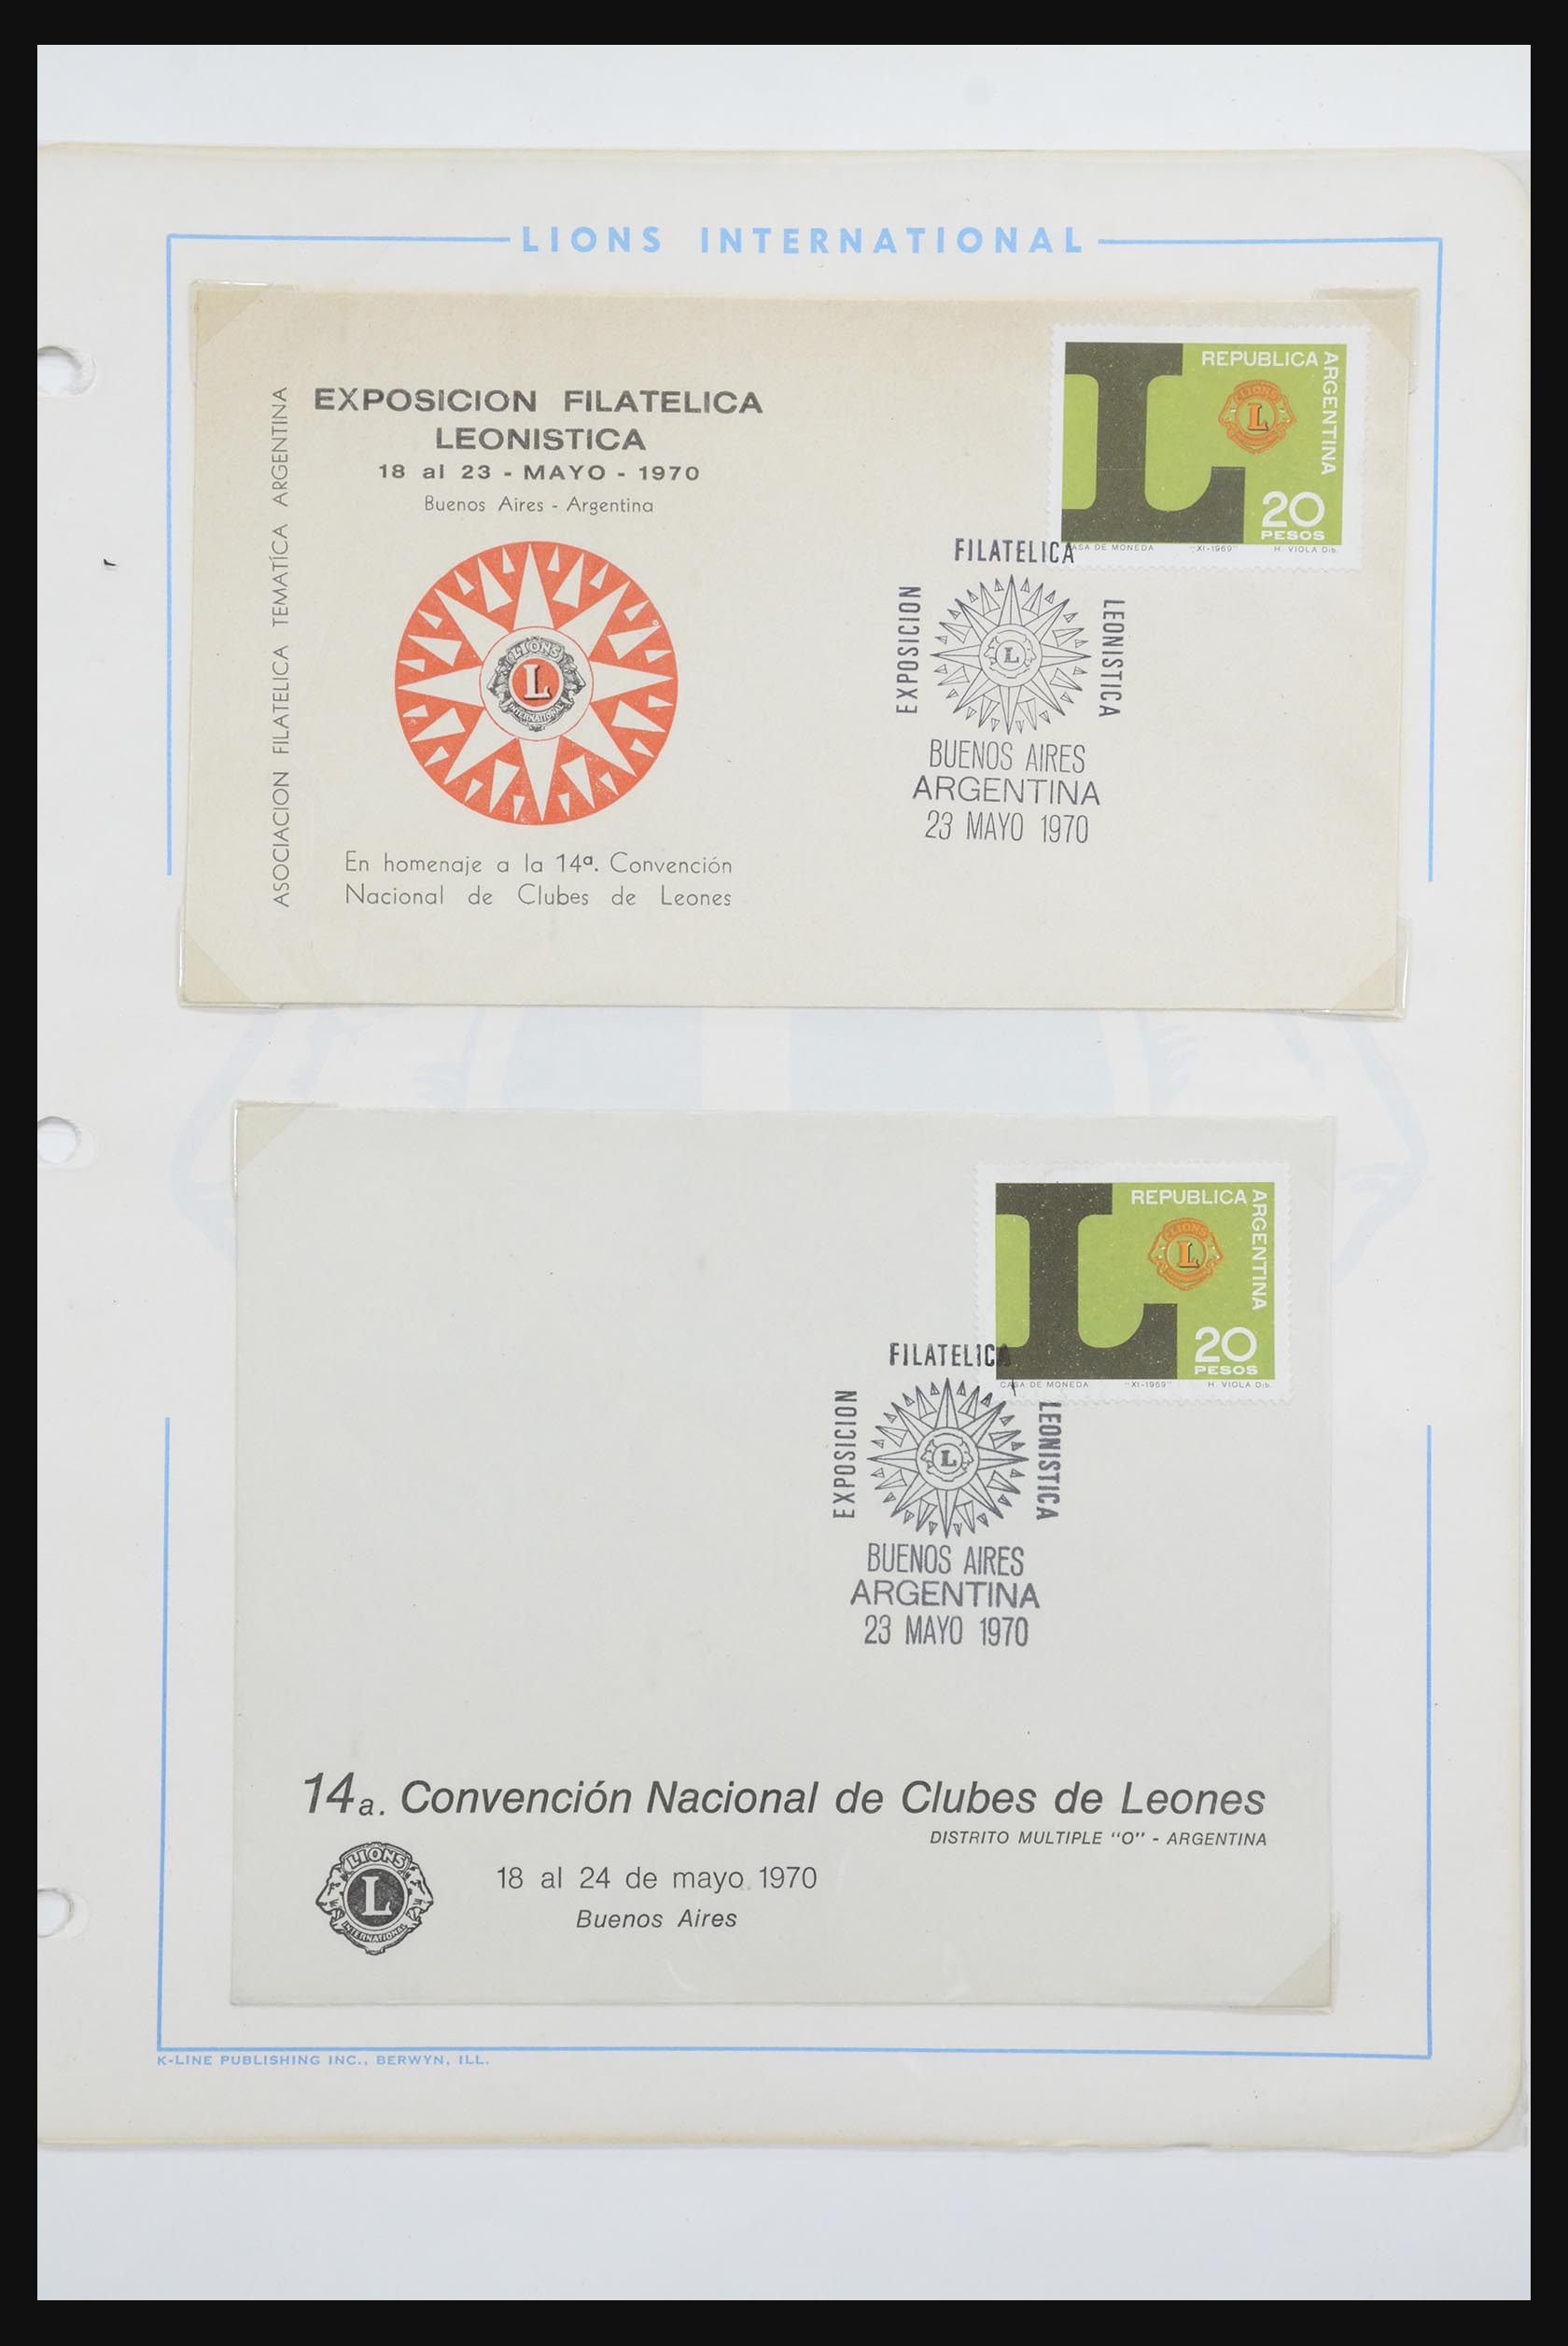 LIONS INTERNATIONAL
ASOCIACION FILATELICA TEMATÍCA ARGENTINA
EXPOSICION FILATELICA
LEONISTICA
18 al 23 - MAYO - 1970
Buenos Aires - Argentina
LIONS
L
INTERNATIONAL
En homenaje a la 14ª. Convención
Nacional de Clubes de Leones
REPUBLICA ARGENTINA
LIONS
L
20
PESOS
L
CASA DE MONEDA "XI-1969" H. VIOLA Dib.
EXPOSICION
FILATELICA
LEONISTICA
L
BUENOS AIRES
ARGENTINA
23 MAYO 1970
REPUBLICA ARGENTINA
LIONS
L
20
PESOS
L
CASA DE MONEDA "XI-1969" H. VIOLA Dib.
EXPOSICION
FILATELICA
LEONISTICA
L
BUENOS AIRES
ARGENTINA
23 MAYO 1970
14a. Convención Nacional de Clubes de Leones
DISTRITO MULTIPLE "O" - ARGENTINA
LIONS
L
INTERNATIONAL
18 al 24 de mayo 1970
Buenos Aires
K-LINE PUBLISHING INC., BERWYN, ILL.